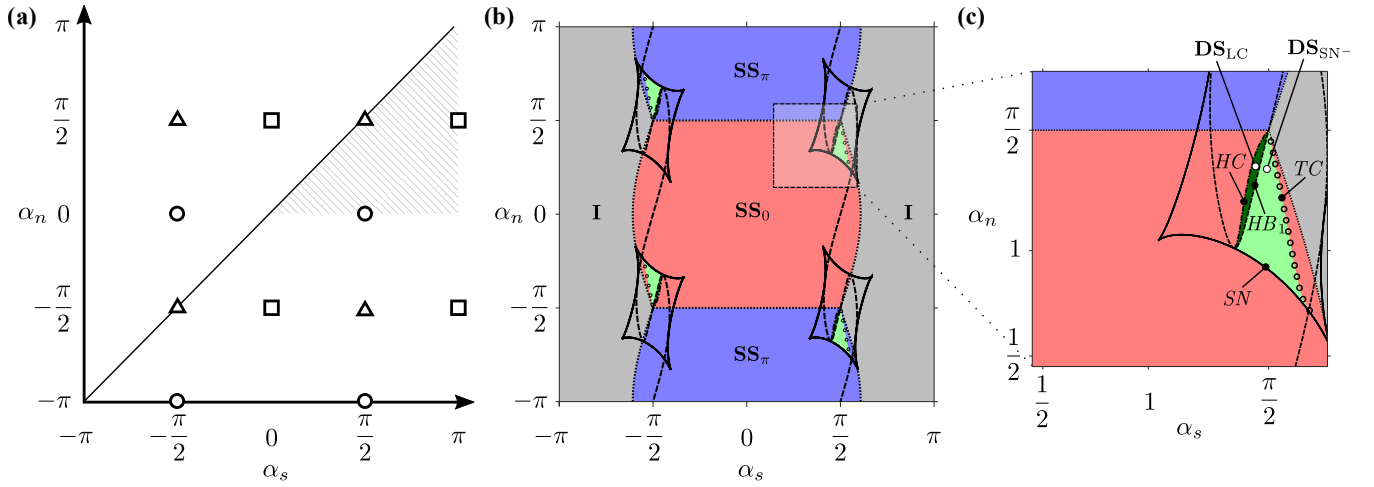 (a)
π
π/2
α_n 0
−π/2
−π
−π −π/2 0 π/2 π
α_s
(b)
π
π/2
α_n 0
−π/2
−π
SS_π
I SS_0 I
SS_π
−π −π/2 0 π/2 π
α_s
(c)
DS_LC DS_SN−
π/2
HC TC
α_n
HB_1
1
SN
1/2
1/2 1 π/2
α_s